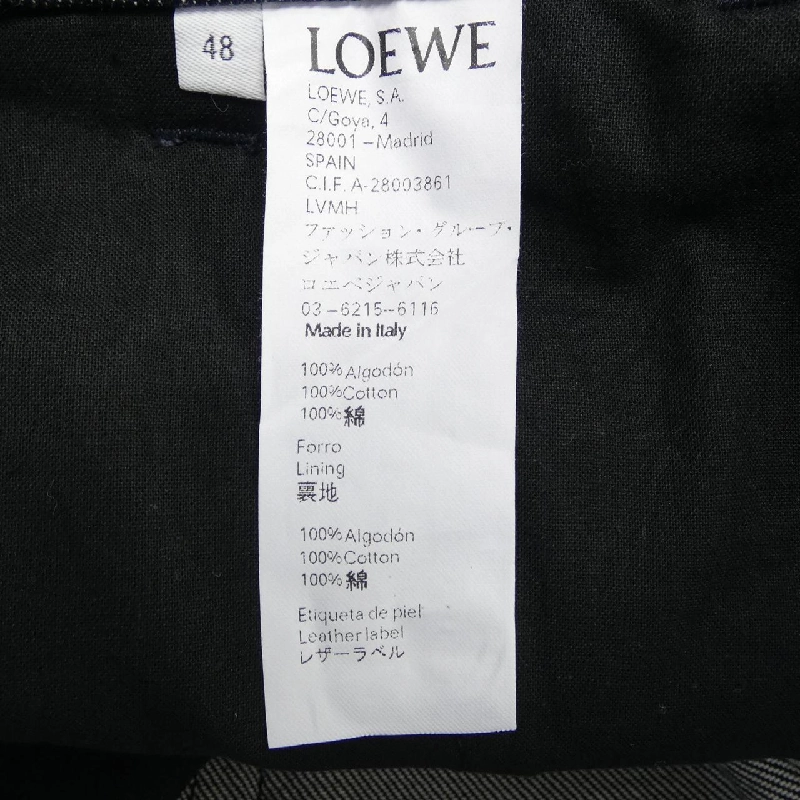 48
LOEWE
LOEWE, S.A.
C/Goya, 4
28001 – Madrid
SPAIN
C.I.F. A-28003861
LVMH
ファッション・グループ・
ジャパン株式会社
ロエベジャパン
03–6215–6116
Made in Italy
100% Algodón
100% Cotton
100% 綿
Forro
Lining
裏地
100% Algodón
100% Cotton
100% 綿
Etiqueta de piel
Leather label
レザーラベル